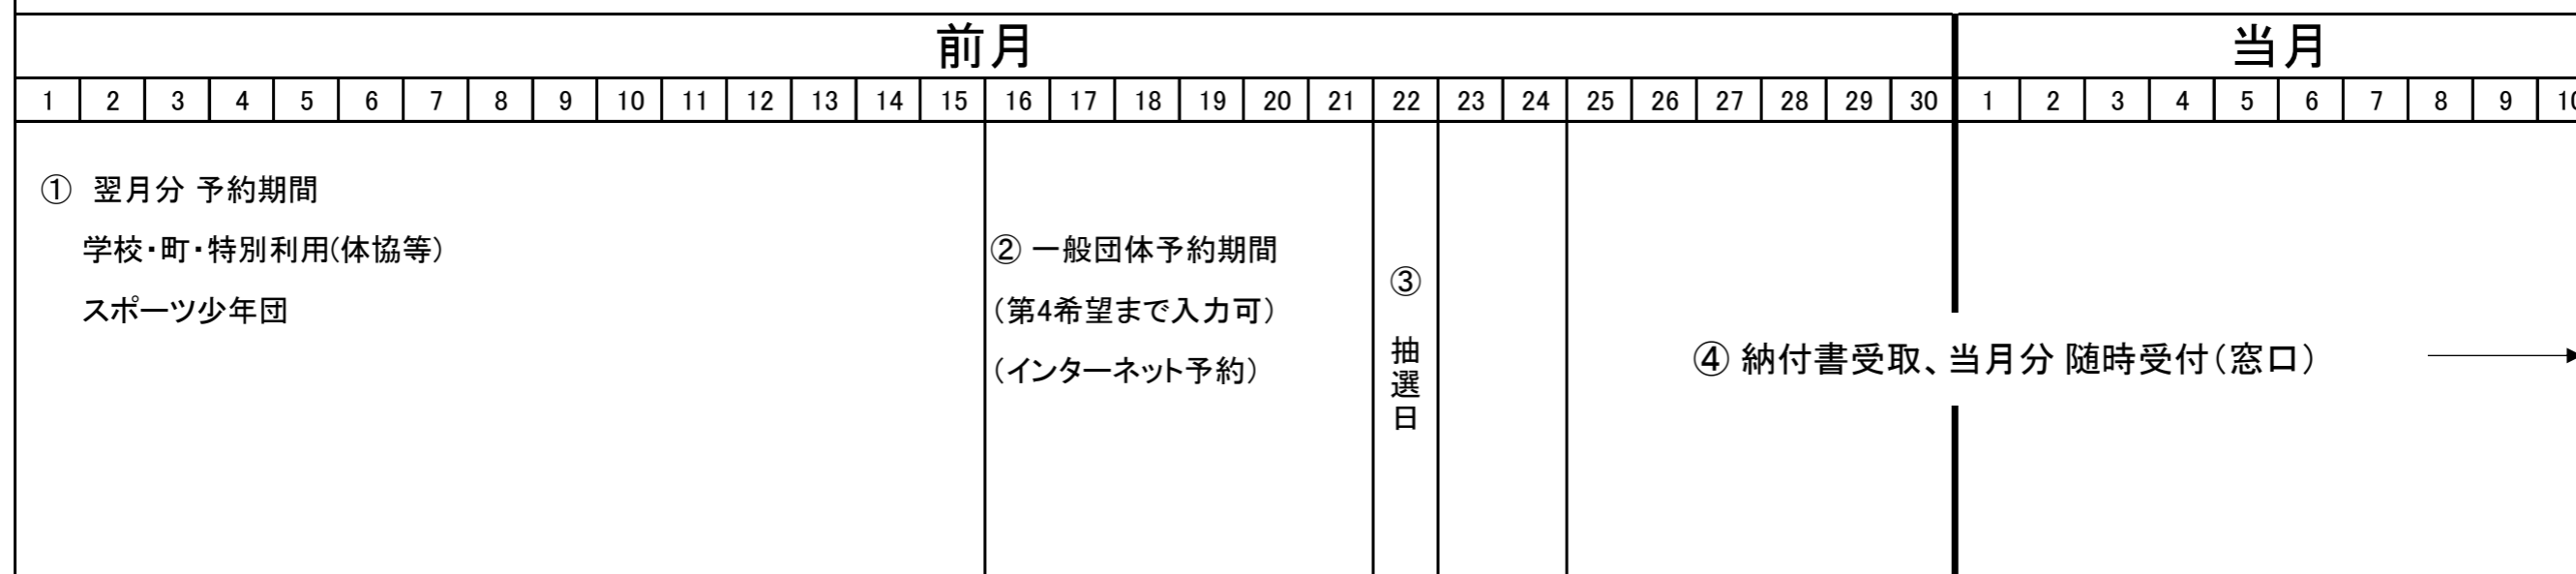 前月 当月
1 2 3 4 5 6 7 8 9 10 11 12 13 14 15 16 17 18 19 20 21 22 23 24 25 26 27 28 29 30 1 2 3 4 5 6 7 8 9 10
① 翌月分 予約期間
学校・町・特別利用(体協等)
スポーツ少年団
② 一般団体予約期間
（第4希望まで入力可）
（インターネット予約）
③ 抽選日
④ 納付書受取、当月分 随時受付（窓口）